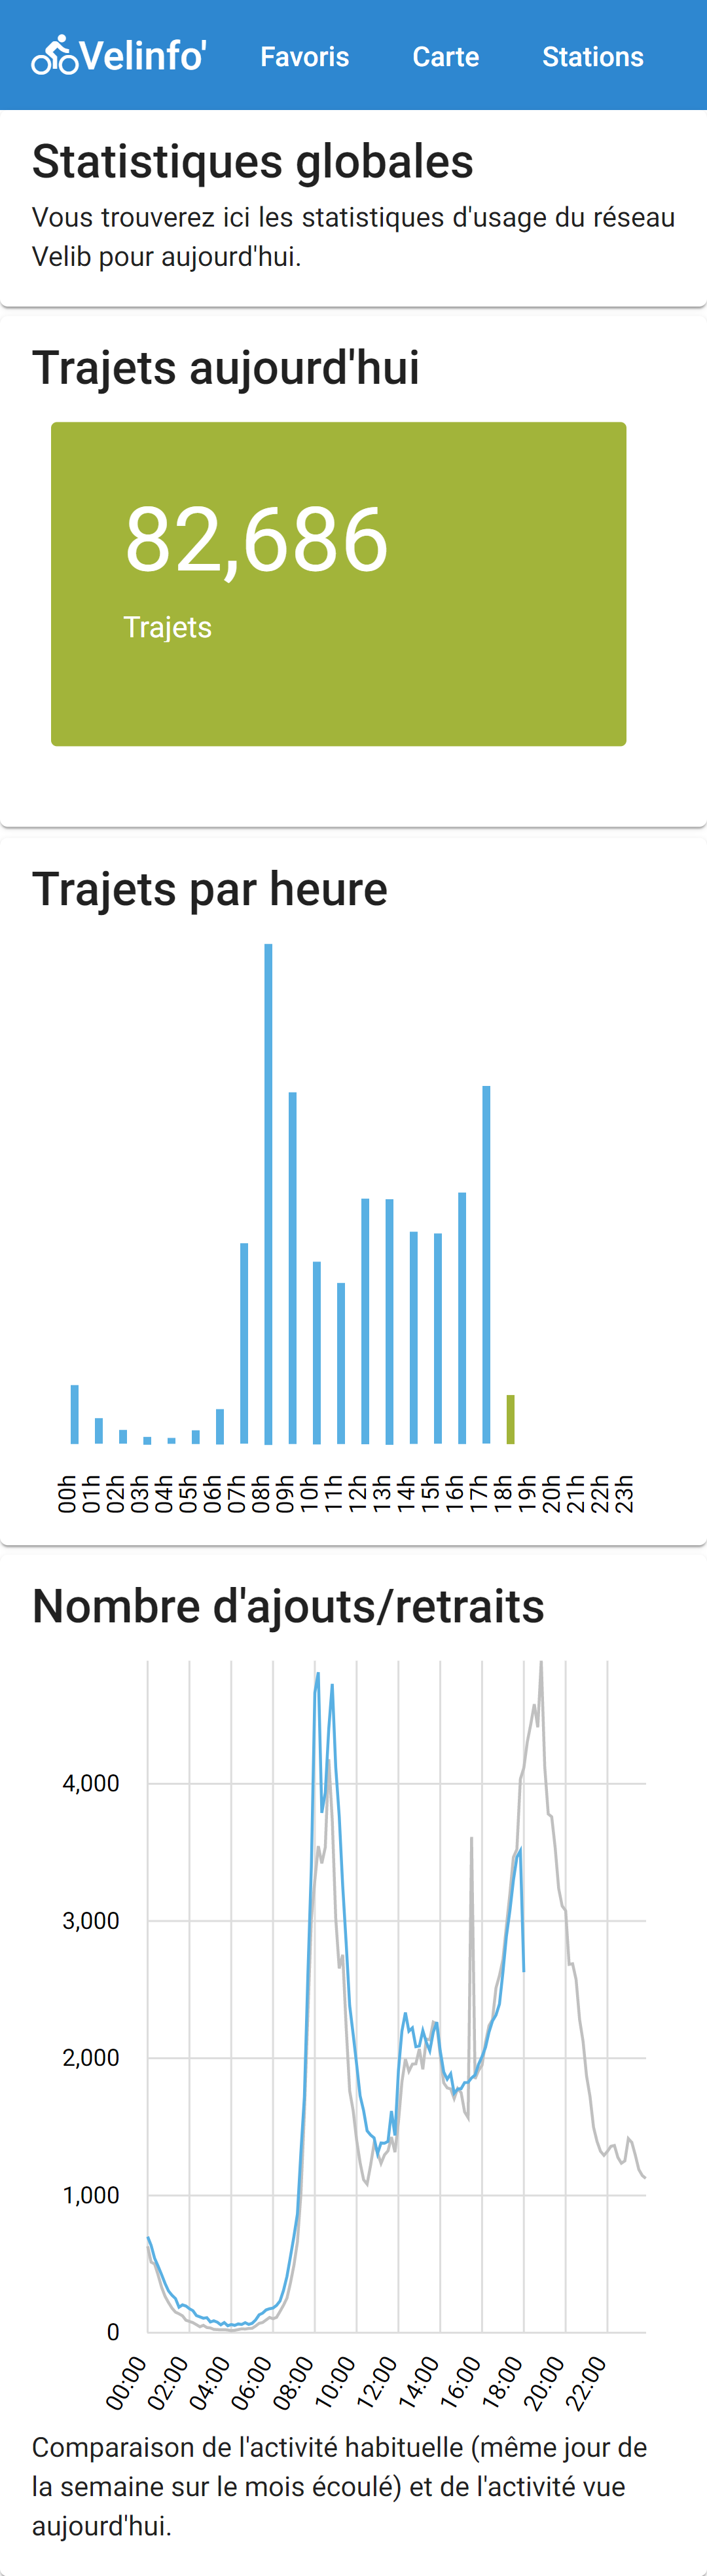 Velinfo' Favoris Carte Stations
Statistiques globales
Vous trouverez ici les statistiques d'usage du réseau
Velib pour aujourd'hui.
Trajets aujourd'hui
82,686
Trajets
Trajets par heure
00h 01h 02h 03h 04h 05h 06h 07h 08h 09h 10h 11h 12h 13h 14h 15h 16h 17h 18h 19h 20h 21h 22h 23h
Nombre d'ajouts/retraits
4,000
3,000
2,000
1,000
0
00:00 02:00 04:00 06:00 08:00 10:00 12:00 14:00 16:00 18:00 20:00 22:00
Comparaison de l'activité habituelle (même jour de
la semaine sur le mois écoulé) et de l'activité vue
aujourd'hui.